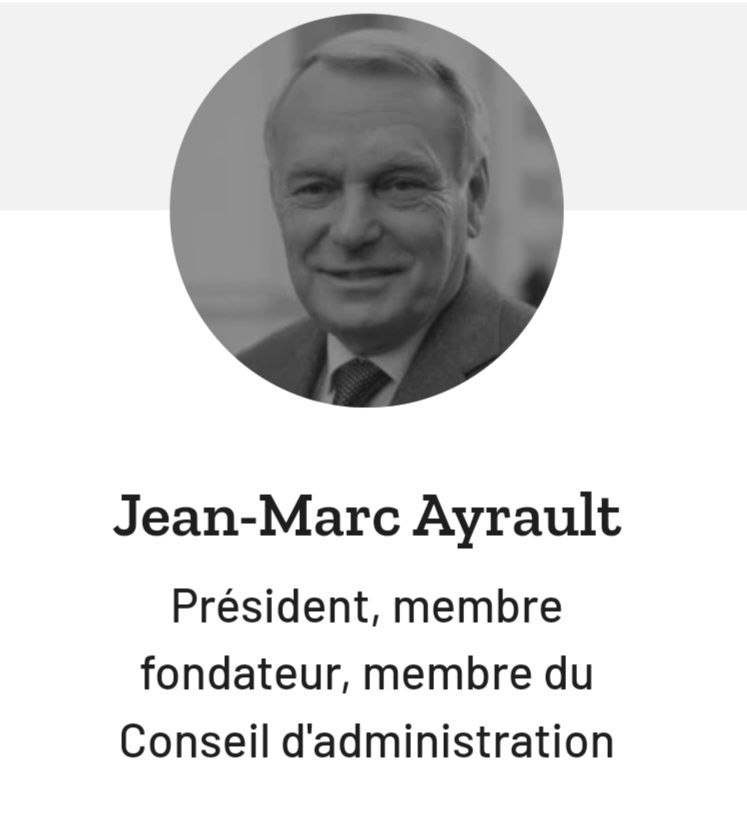 Jean-Marc Ayrault
Président, membre
fondateur, membre du
Conseil d'administration